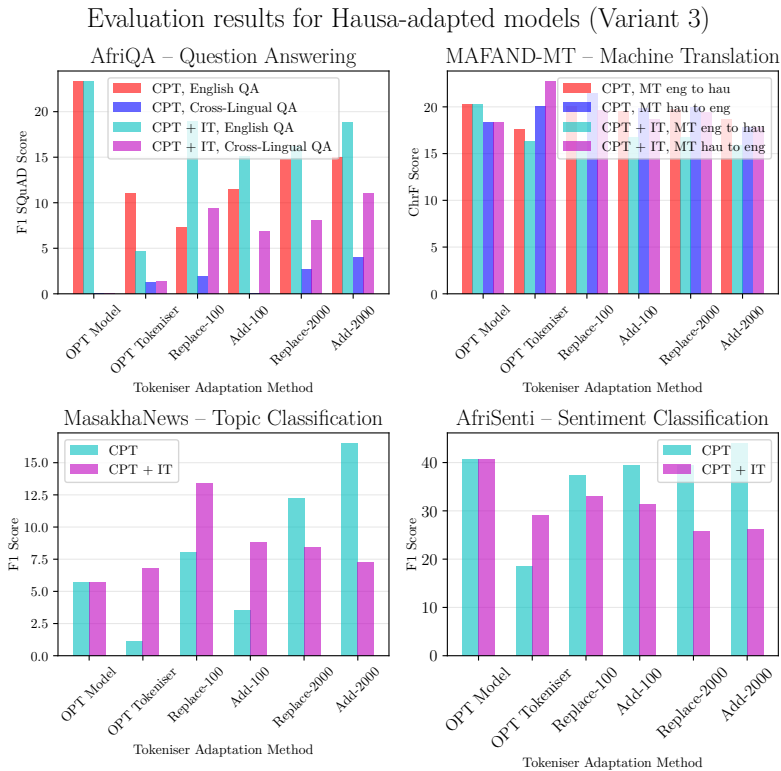 Evaluation results for Hausa-adapted models (Variant 3)
AfriQA – Question Answering
F1 SQuAD Score
20
15
10
5
0
CPT, English QA
CPT, Cross-Lingual QA
CPT + IT, English QA
CPT + IT, Cross-Lingual QA
OPT Model
OPT Tokeniser
Replace-100
Add-100
Replace-2000
Add-2000
Tokeniser Adaptation Method
MAFAND-MT – Machine Translation
ChrF Score
20
15
10
5
0
CPT, MT eng to hau
CPT, MT hau to eng
CPT + IT, MT eng to hau
CPT + IT, MT hau to eng
OPT Model
OPT Tokeniser
Replace-100
Add-100
Replace-2000
Add-2000
Tokeniser Adaptation Method
MasakhaNews – Topic Classification
F1 Score
15.0
12.5
10.0
7.5
5.0
2.5
0.0
CPT
CPT + IT
OPT Model
OPT Tokeniser
Replace-100
Add-100
Replace-2000
Add-2000
Tokeniser Adaptation Method
AfriSenti – Sentiment Classification
F1 Score
40
30
20
10
0
CPT
CPT + IT
OPT Model
OPT Tokeniser
Replace-100
Add-100
Replace-2000
Add-2000
Tokeniser Adaptation Method